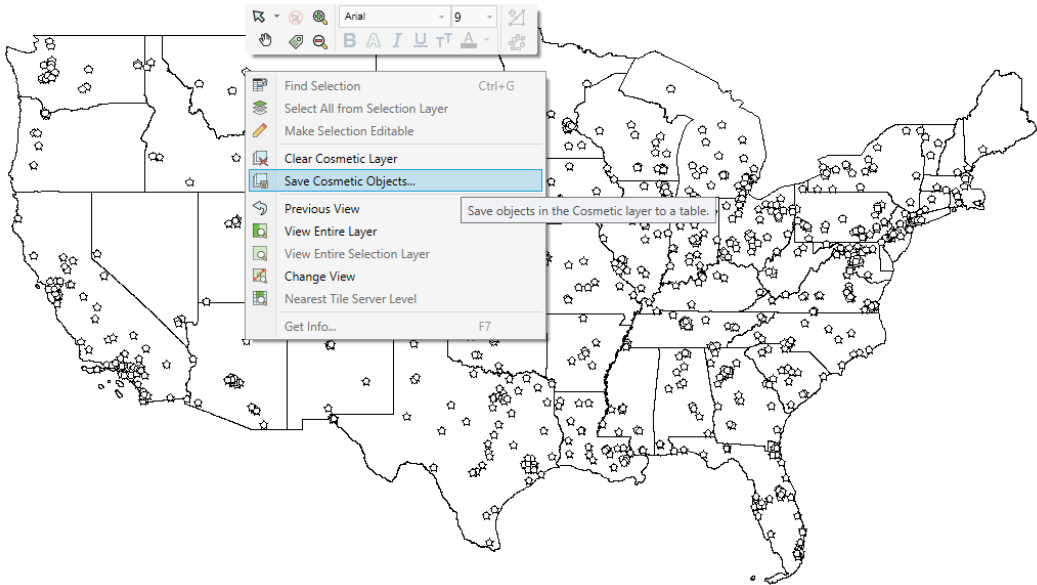 Arial 9
B A I U TT A
Find Selection Ctrl+G
Select All from Selection Layer
Make Selection Editable
Clear Cosmetic Layer
Save Cosmetic Objects...
Save objects in the Cosmetic layer to a table.
Previous View
View Entire Layer
View Entire Selection Layer
Change View
Nearest Tile Server Level
Get Info... F7